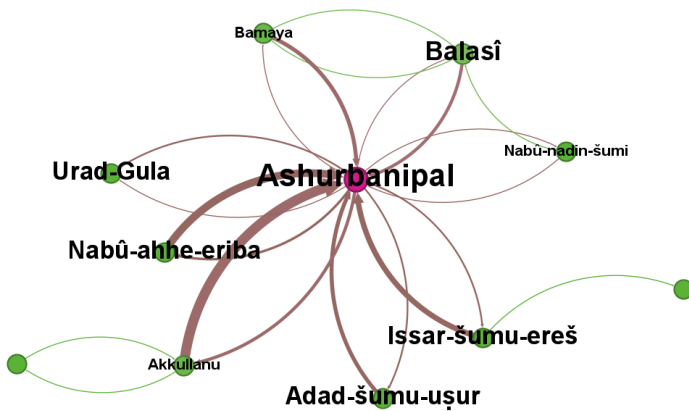 Bamaya
Balasî
Nabû-nadin-šumi
Urad-Gula
Ashurbanipal
Nabû-ahhe-eriba
Issar-šumu-ereš
Akkullanu
Adad-šumu-uṣur